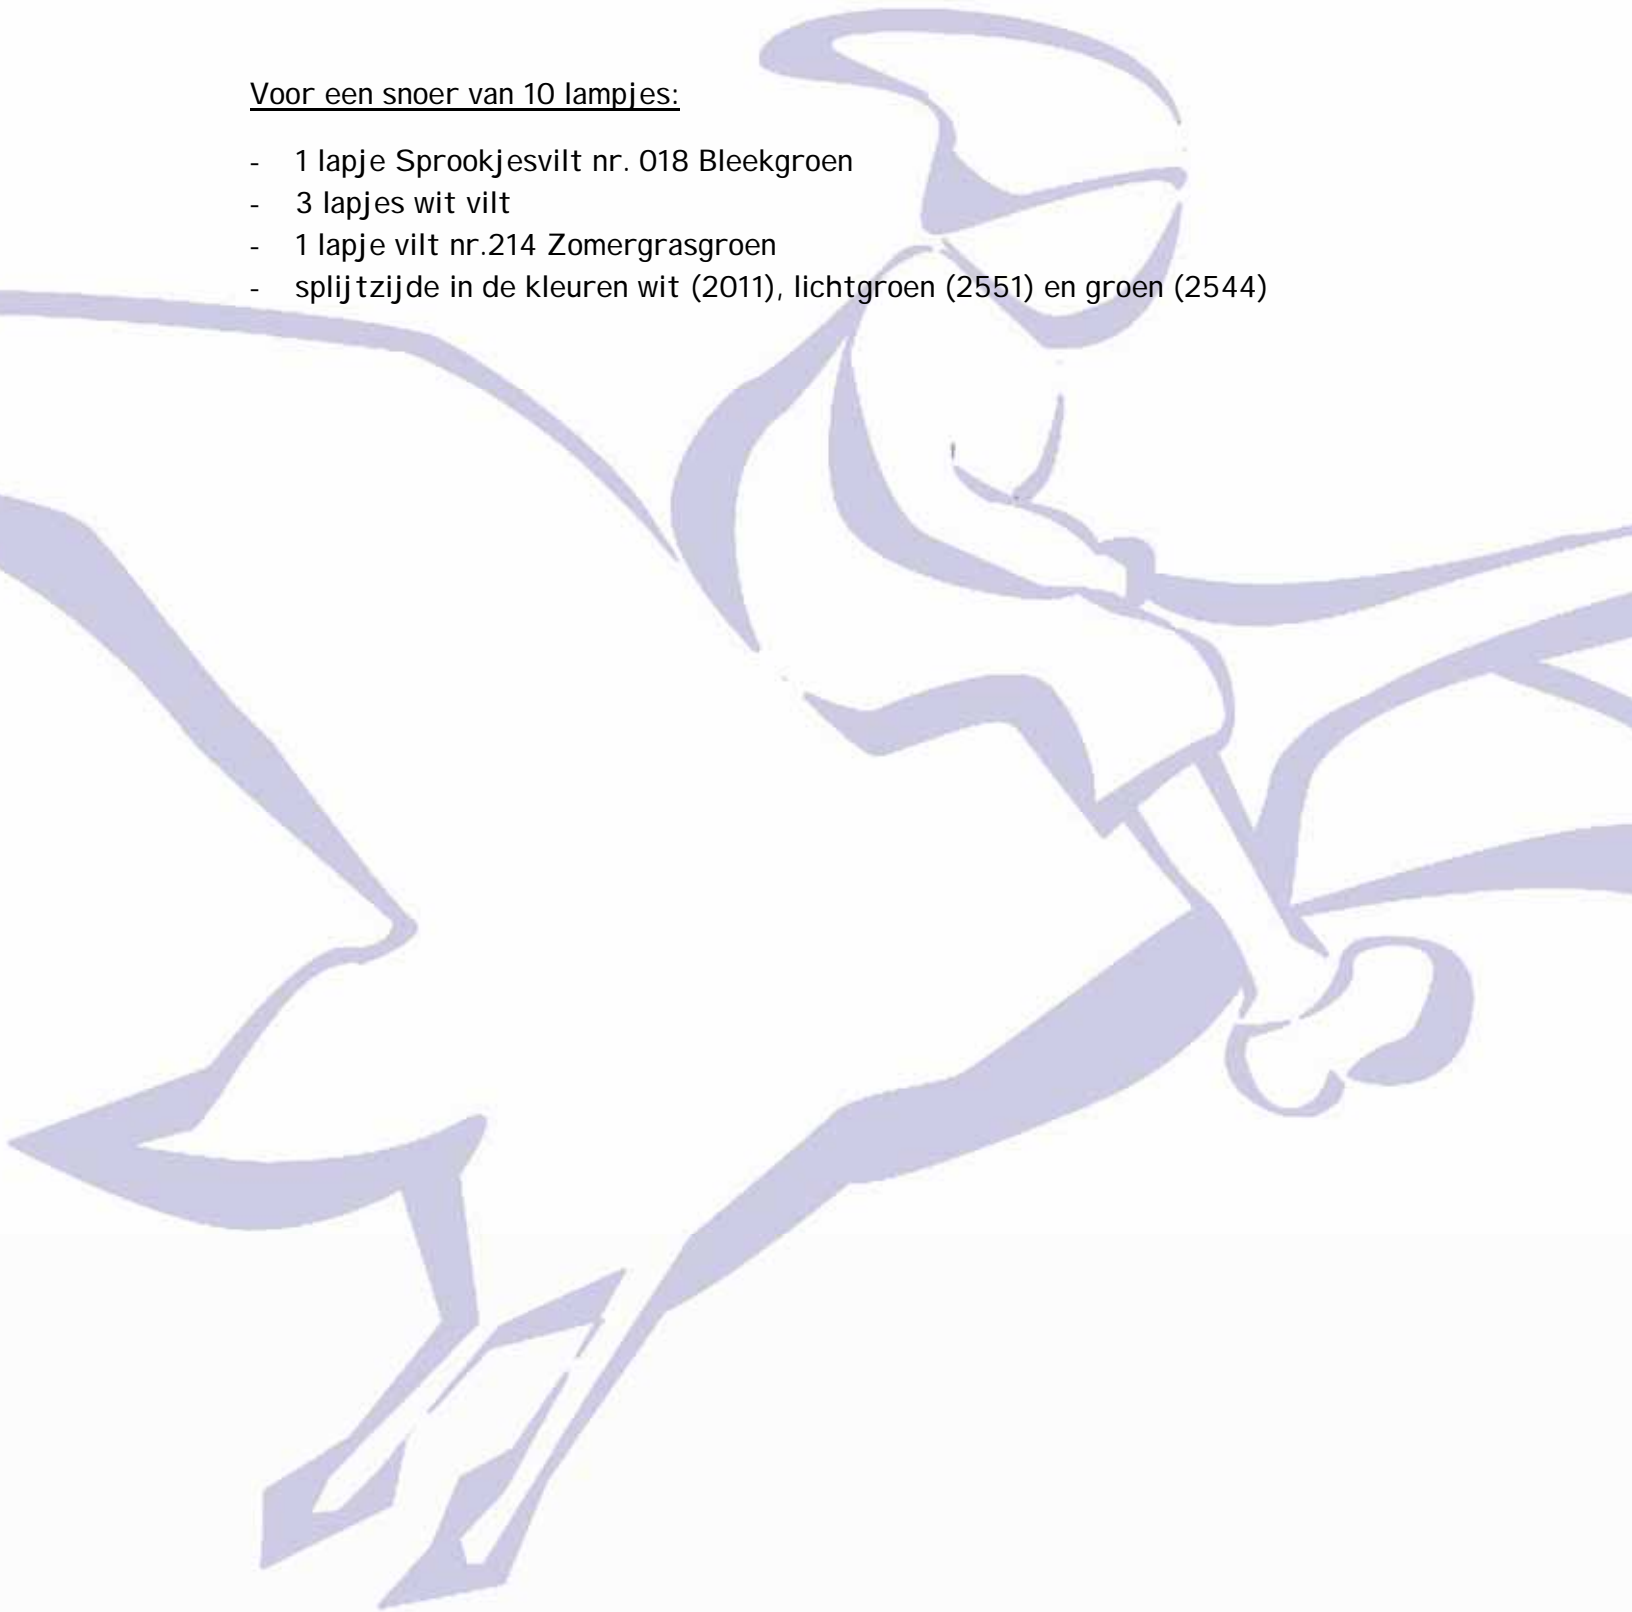 Voor een snoer van 10 lampjes:
- 1 lapje Sprookjesvilt nr. 018 Bleekgroen
- 3 lapjes wit vilt
- 1 lapje vilt nr.214 Zomergrasgroen
- splijtzijde in de kleuren wit (2011), lichtgroen (2551) en groen (2544)